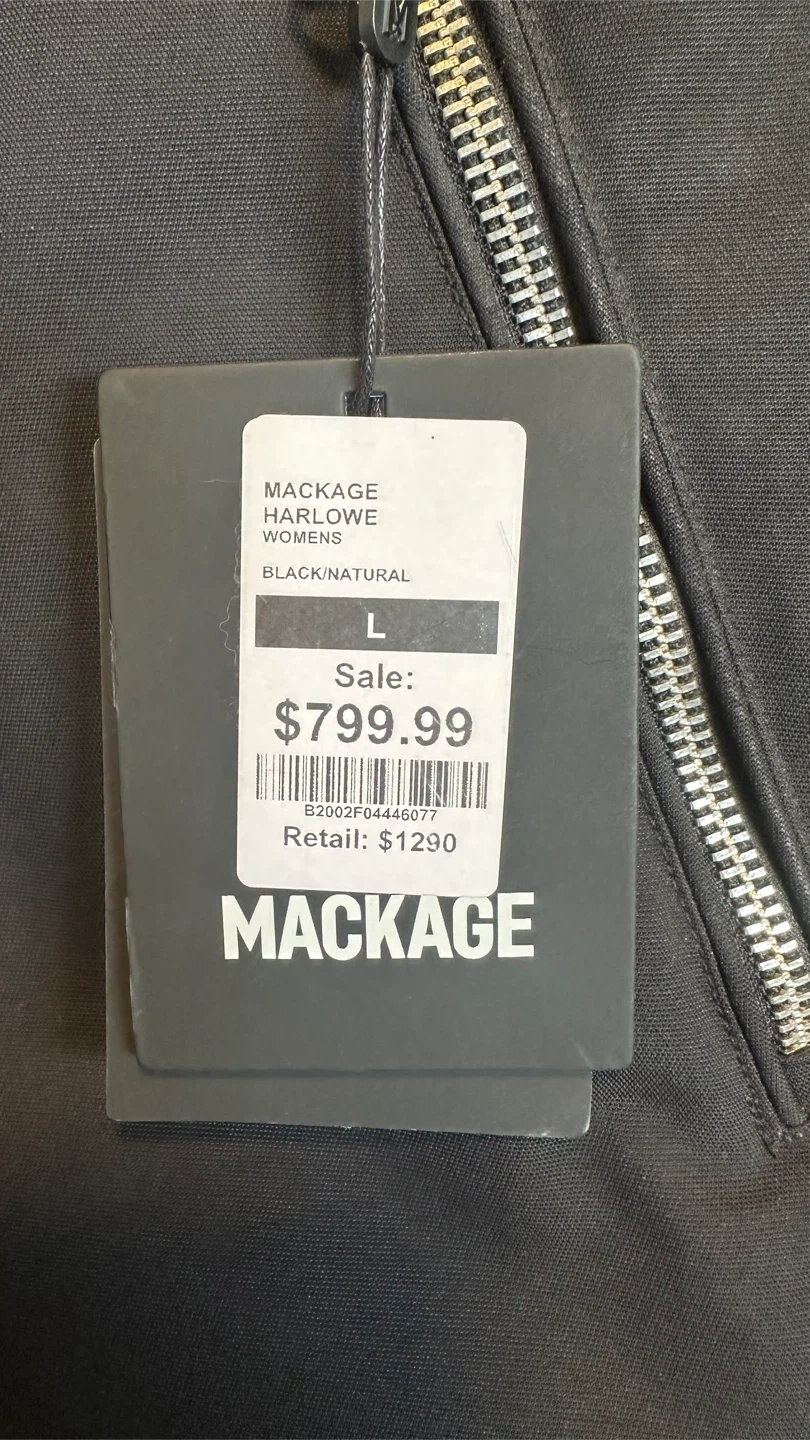 M
MACKAGE
HARLOWE
WOMENS
BLACK/NATURAL
L
Sale:
$799.99
B2002F04446077
Retail: $1290
MACKAGE